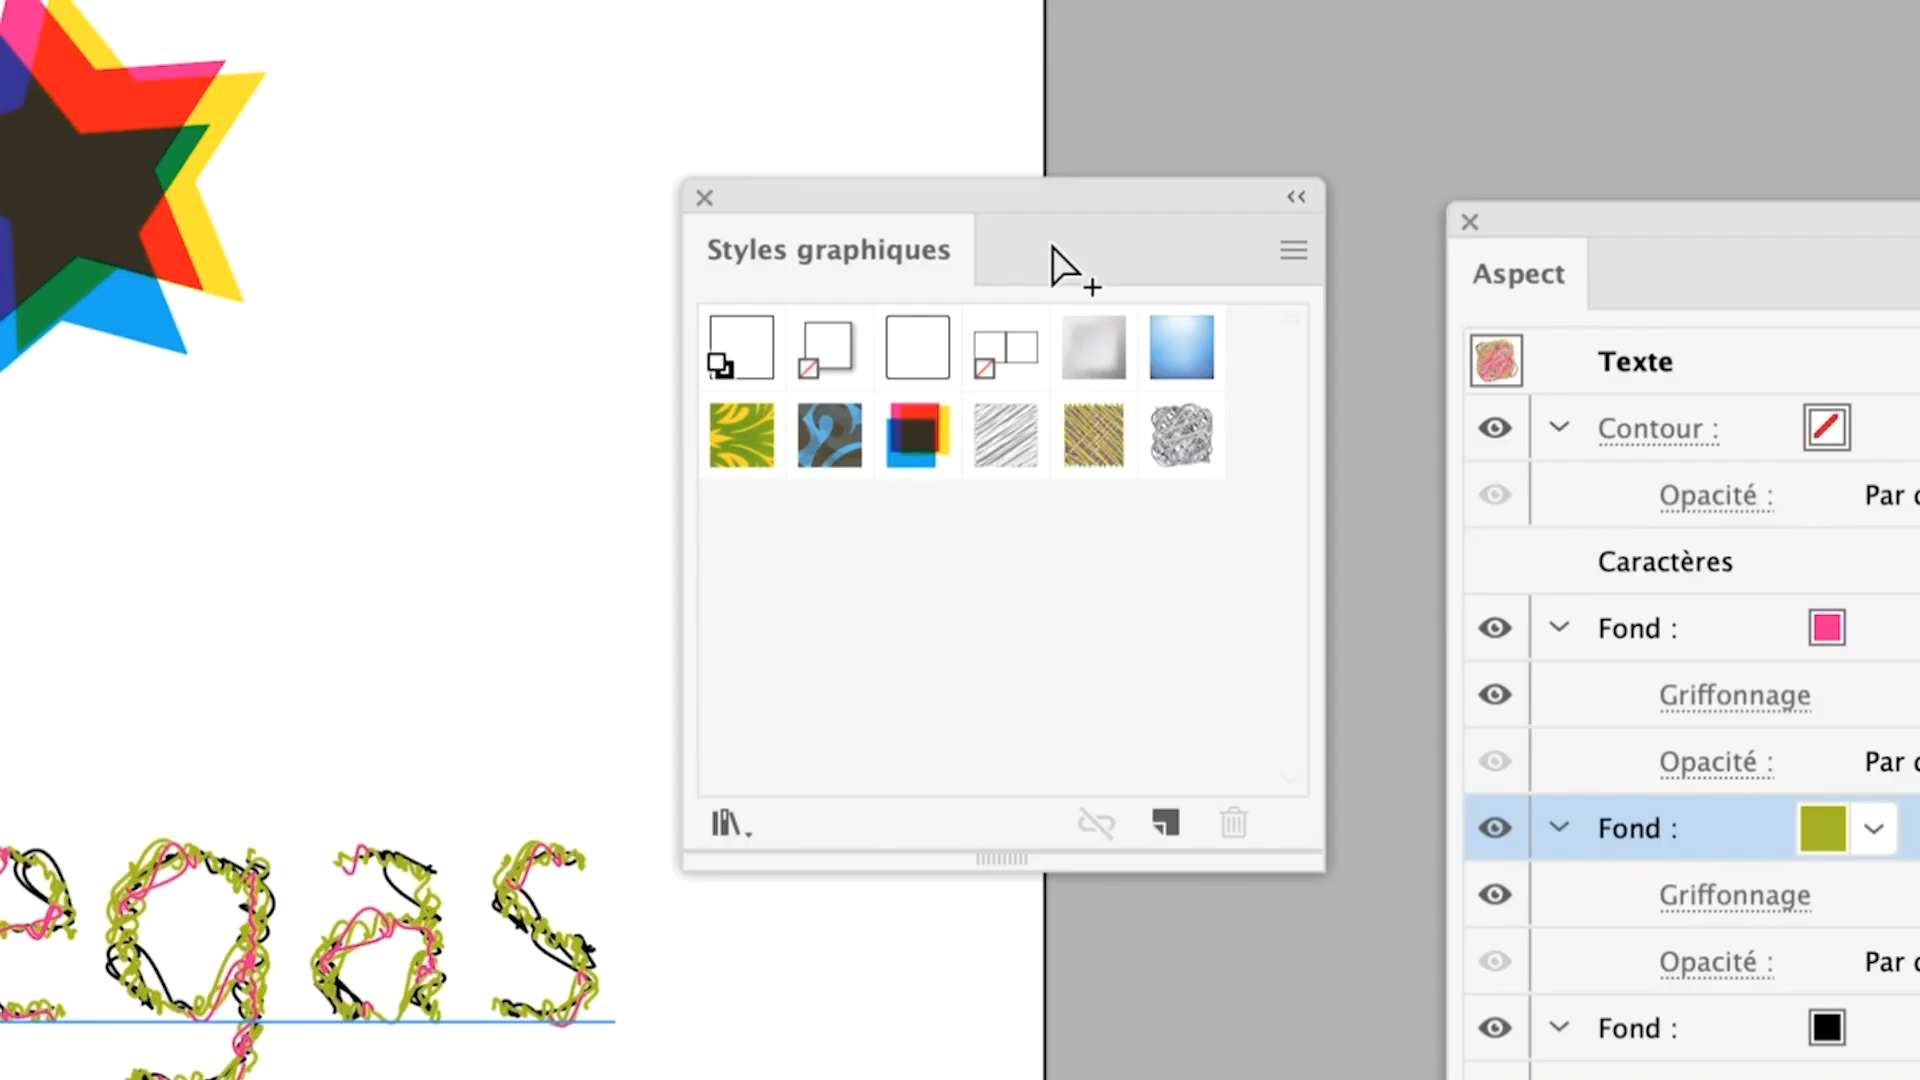 Styles graphiques
Aspect
Texte
Contour :
Opacité :
Par
Caractères
Fond :
Griffonnage
Opacité :
Par
Fond :
Griffonnage
Opacité :
Par
Fond :
egas